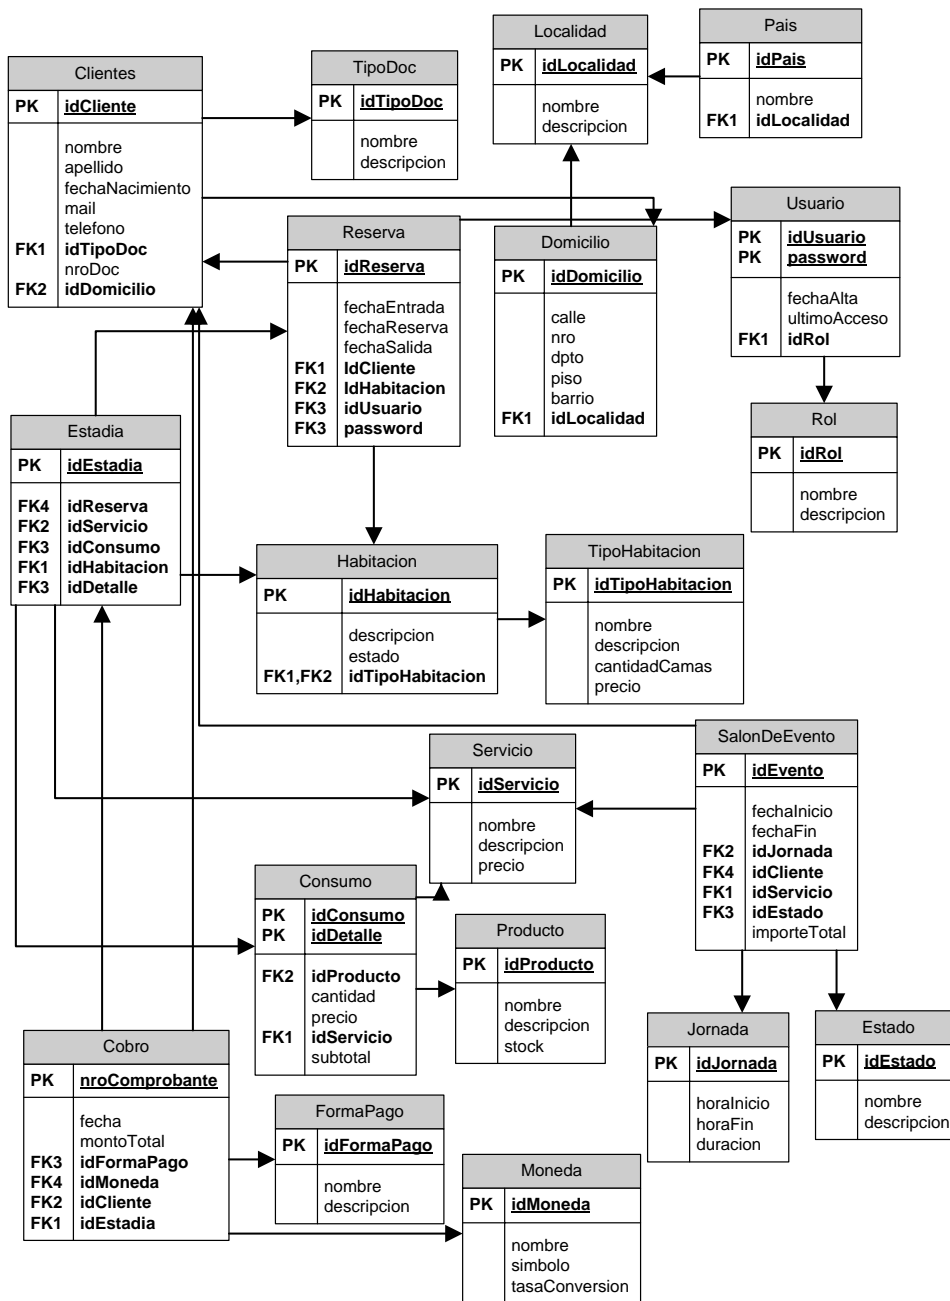 Clientes
PK idCliente
nombre
apellido
fechaNacimiento
mail
telefono
FK1 idTipoDoc
nroDoc
FK2 idDomicilio
TipoDoc
PK idTipoDoc
nombre
descripcion
Localidad
PK idLocalidad
nombre
descripcion
Pais
PK idPais
nombre
FK1 idLocalidad
Reserva
PK idReserva
fechaEntrada
fechaReserva
fechaSalida
FK1 IdCliente
FK2 IdHabitacion
FK3 idUsuario
FK3 password
Domicilio
PK idDomicilio
calle
nro
dpto
piso
barrio
FK1 idLocalidad
Usuario
PK idUsuario
PK password
fechaAlta
ultimoAcceso
FK1 idRol
Rol
PK idRol
nombre
descripcion
Estadia
PK idEstadia
FK4 idReserva
FK2 idServicio
FK3 idConsumo
FK1 idHabitacion
FK3 idDetalle
Habitacion
PK idHabitacion
descripcion
estado
FK1,FK2 idTipoHabitacion
TipoHabitacion
PK idTipoHabitacion
nombre
descripcion
cantidadCamas
precio
Servicio
PK idServicio
nombre
descripcion
precio
SalonDeEvento
PK idEvento
fechaInicio
fechaFin
FK2 idJornada
FK4 idCliente
FK1 idServicio
FK3 idEstado
importeTotal
Consumo
PK idConsumo
PK idDetalle
FK2 idProducto
cantidad
precio
FK1 idServicio
subtotal
Producto
PK idProducto
nombre
descripcion
stock
Jornada
PK idJornada
horaInicio
horaFin
duracion
Estado
PK idEstado
nombre
descripcion
Cobro
PK nroComprobante
fecha
montoTotal
FK3 idFormaPago
FK4 idMoneda
FK2 idCliente
FK1 idEstadia
FormaPago
PK idFormaPago
nombre
descripcion
Moneda
PK idMoneda
nombre
simbolo
tasaConversion